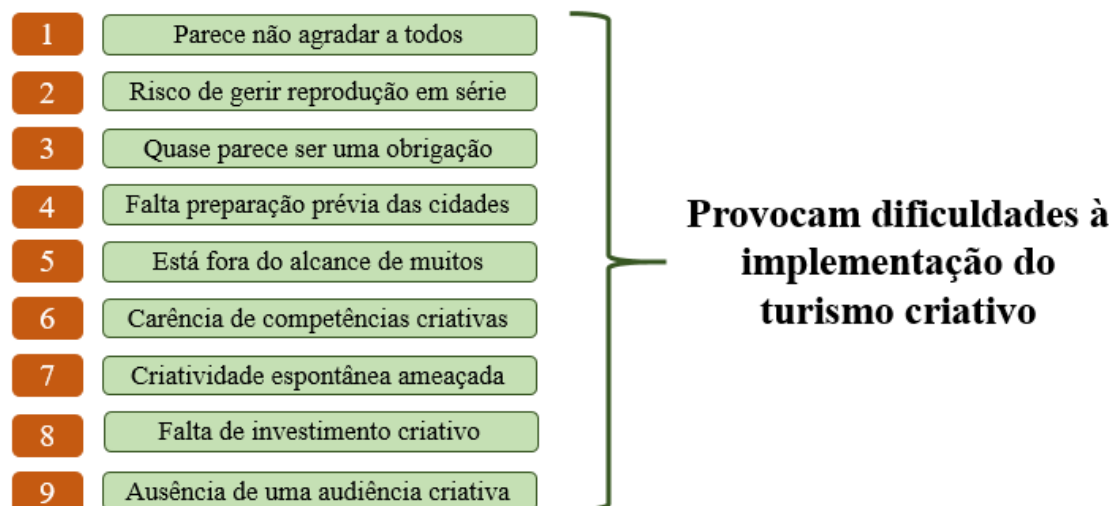 1 Parece não agradar a todos
2 Risco de gerir reprodução em série
3 Quase parece ser uma obrigação
4 Falta preparação prévia das cidades
5 Está fora do alcance de muitos
6 Carência de competências criativas
7 Criatividade espontânea ameaçada
8 Falta de investimento criativo
9 Ausência de uma audiência criativa
Provocam dificuldades à
implementação do
turismo criativo